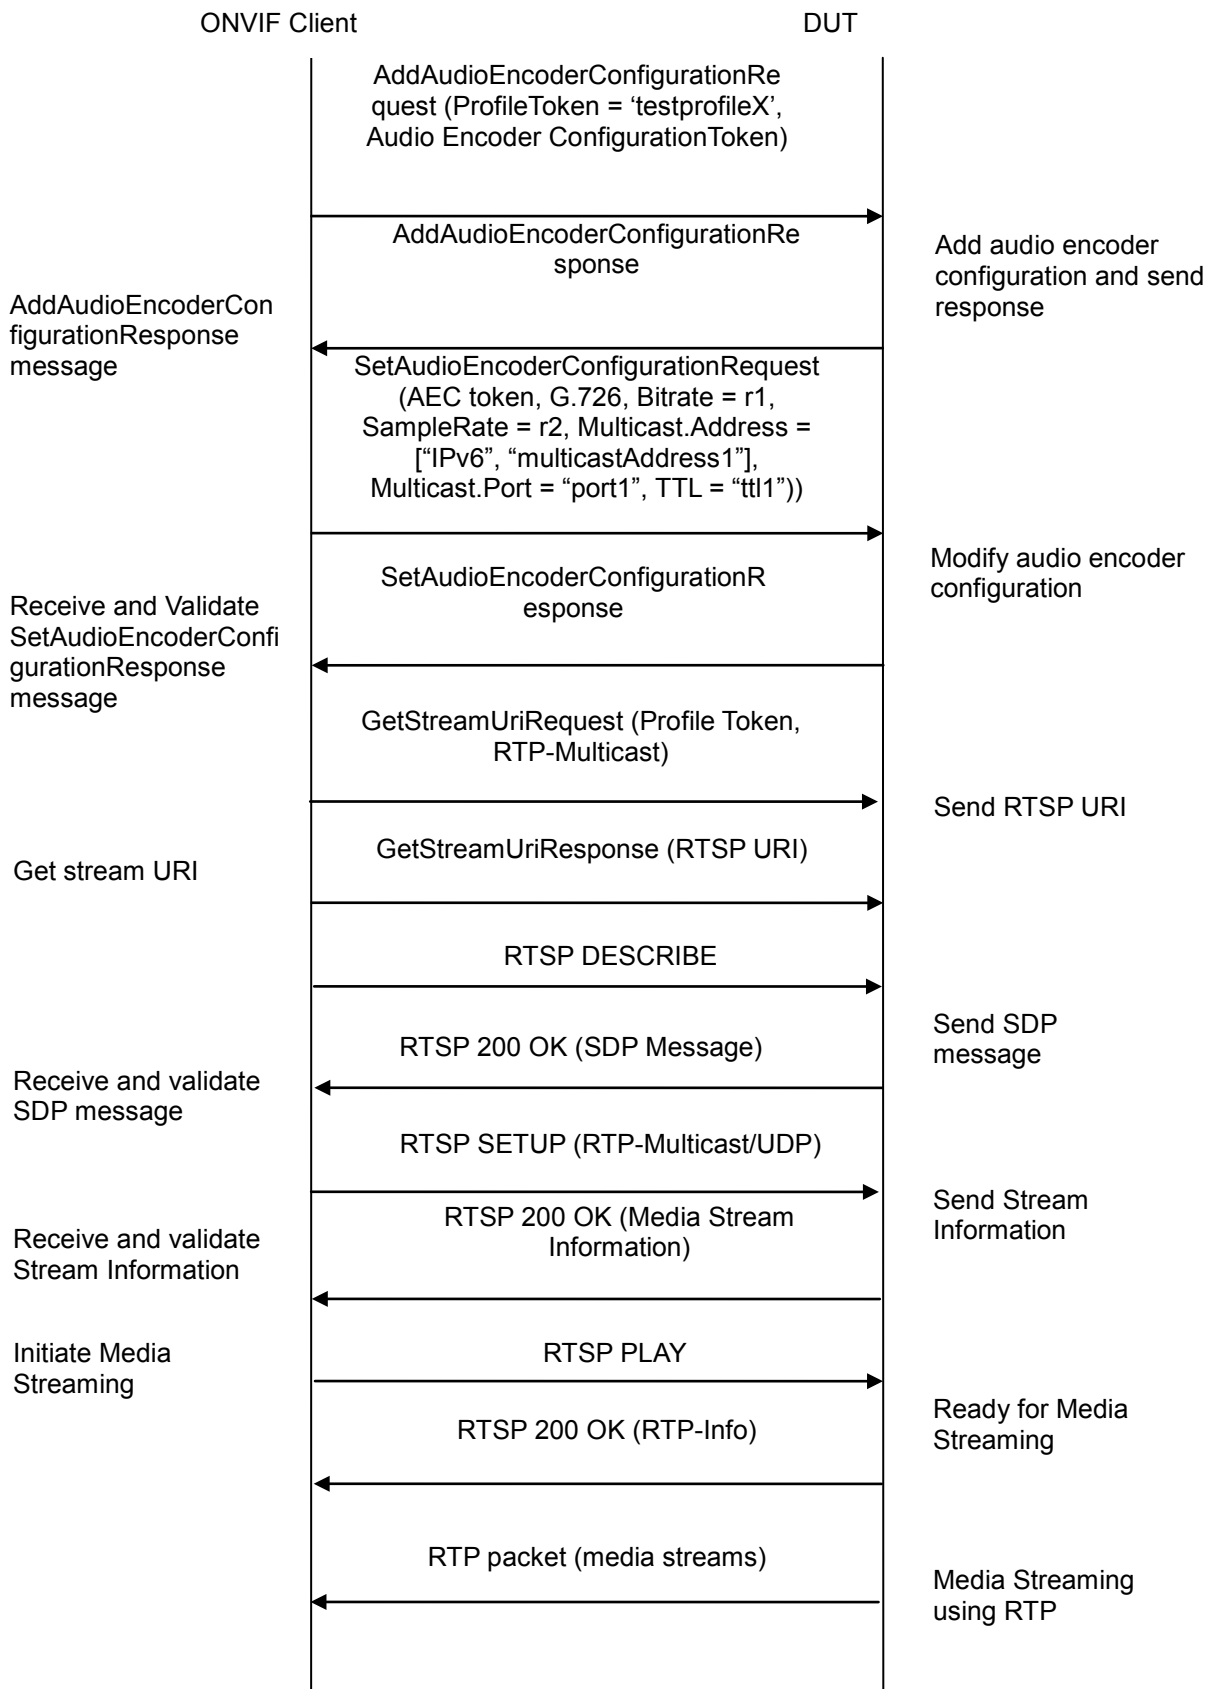 ONVIF Client
DUT
AddAudioEncoderConfigurationRe
quest (ProfileToken = ‘testprofileX’,
Audio Encoder ConfigurationToken)
AddAudioEncoderConfigurationRe
sponse
Add audio encoder
configuration and send
response
AddAudioEncoderCon
figurationResponse
message
SetAudioEncoderConfigurationRequest
(AEC token, G.726, Bitrate = r1,
SampleRate = r2, Multicast.Address =
[“IPv6”, “multicastAddress1”],
Multicast.Port = “port1”, TTL = “ttl1”))
Modify audio encoder
configuration
SetAudioEncoderConfigurationR
esponse
Receive and Validate
SetAudioEncoderConfi
gurationResponse
message
GetStreamUriRequest (Profile Token,
RTP-Multicast)
Send RTSP URI
GetStreamUriResponse (RTSP URI)
Get stream URI
RTSP DESCRIBE
Send SDP
message
RTSP 200 OK (SDP Message)
Receive and validate
SDP message
RTSP SETUP (RTP-Multicast/UDP)
Send Stream
Information
RTSP 200 OK (Media Stream
Information)
Receive and validate
Stream Information
Initiate Media
Streaming
RTSP PLAY
Ready for Media
Streaming
RTSP 200 OK (RTP-Info)
RTP packet (media streams)
Media Streaming
using RTP